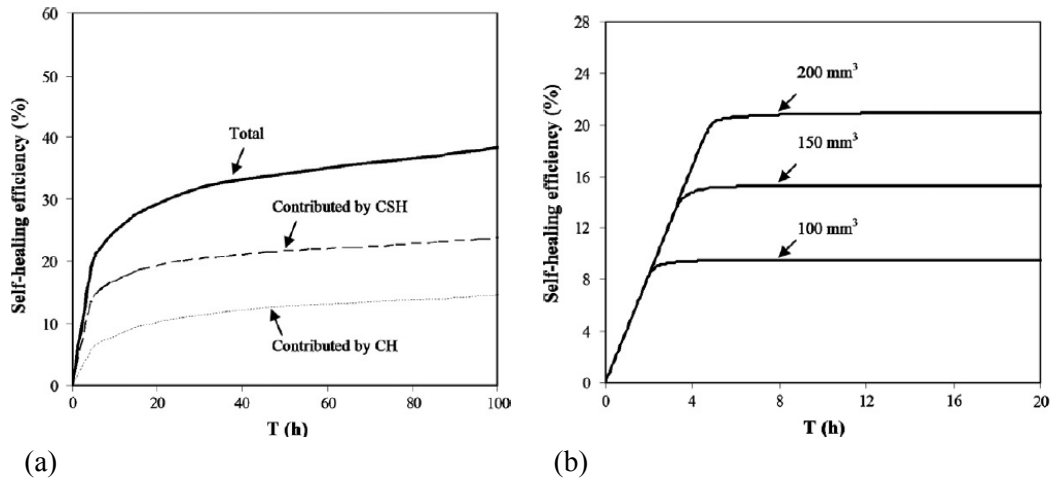 60
50
40
30
20
10
0
Self-healing efficiency (%)
Total
Contributed by CSH
Contributed by CH
0 20 40 60 80 100
T (h)
(a)
28
24
20
16
12
8
4
0
Self-healing efficiency (%)
200 mm³
150 mm³
100 mm³
0 4 8 12 16 20
T (h)
(b)